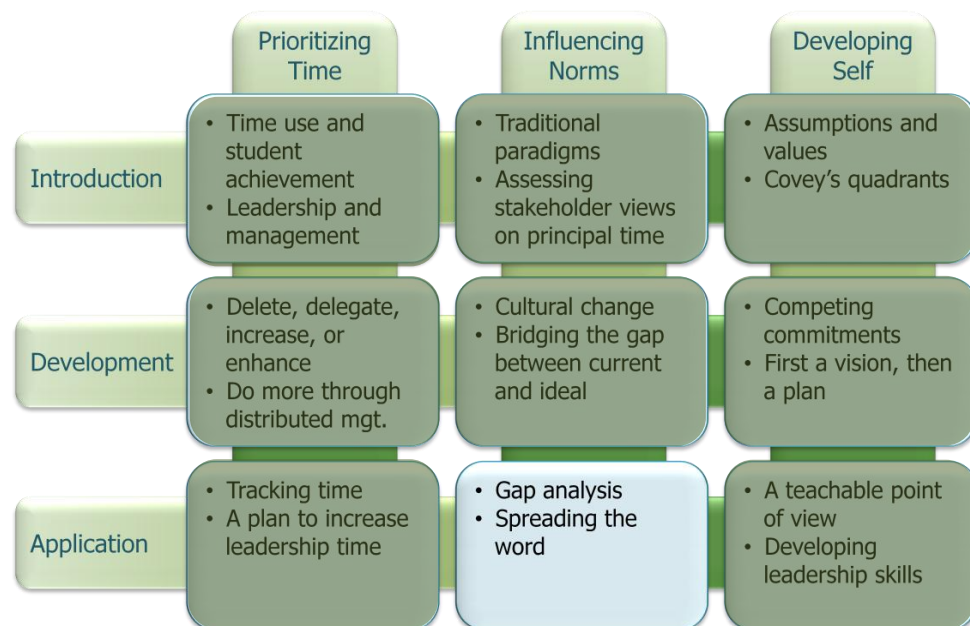 Prioritizing
Time
Influencing
Norms
Developing
Self
Introduction
• Time use and
student
achievement
• Leadership and
management
• Traditional
paradigms
• Assessing
stakeholder views
on principal time
• Assumptions and
values
• Covey’s quadrants
Development
• Delete, delegate,
increase, or
enhance
• Do more through
distributed mgt.
• Cultural change
• Bridging the gap
between current
and ideal
• Competing
commitments
• First a vision, then
a plan
Application
• Tracking time
• A plan to increase
leadership time
• Gap analysis
• Spreading the
word
• A teachable point
of view
• Developing
leadership skills